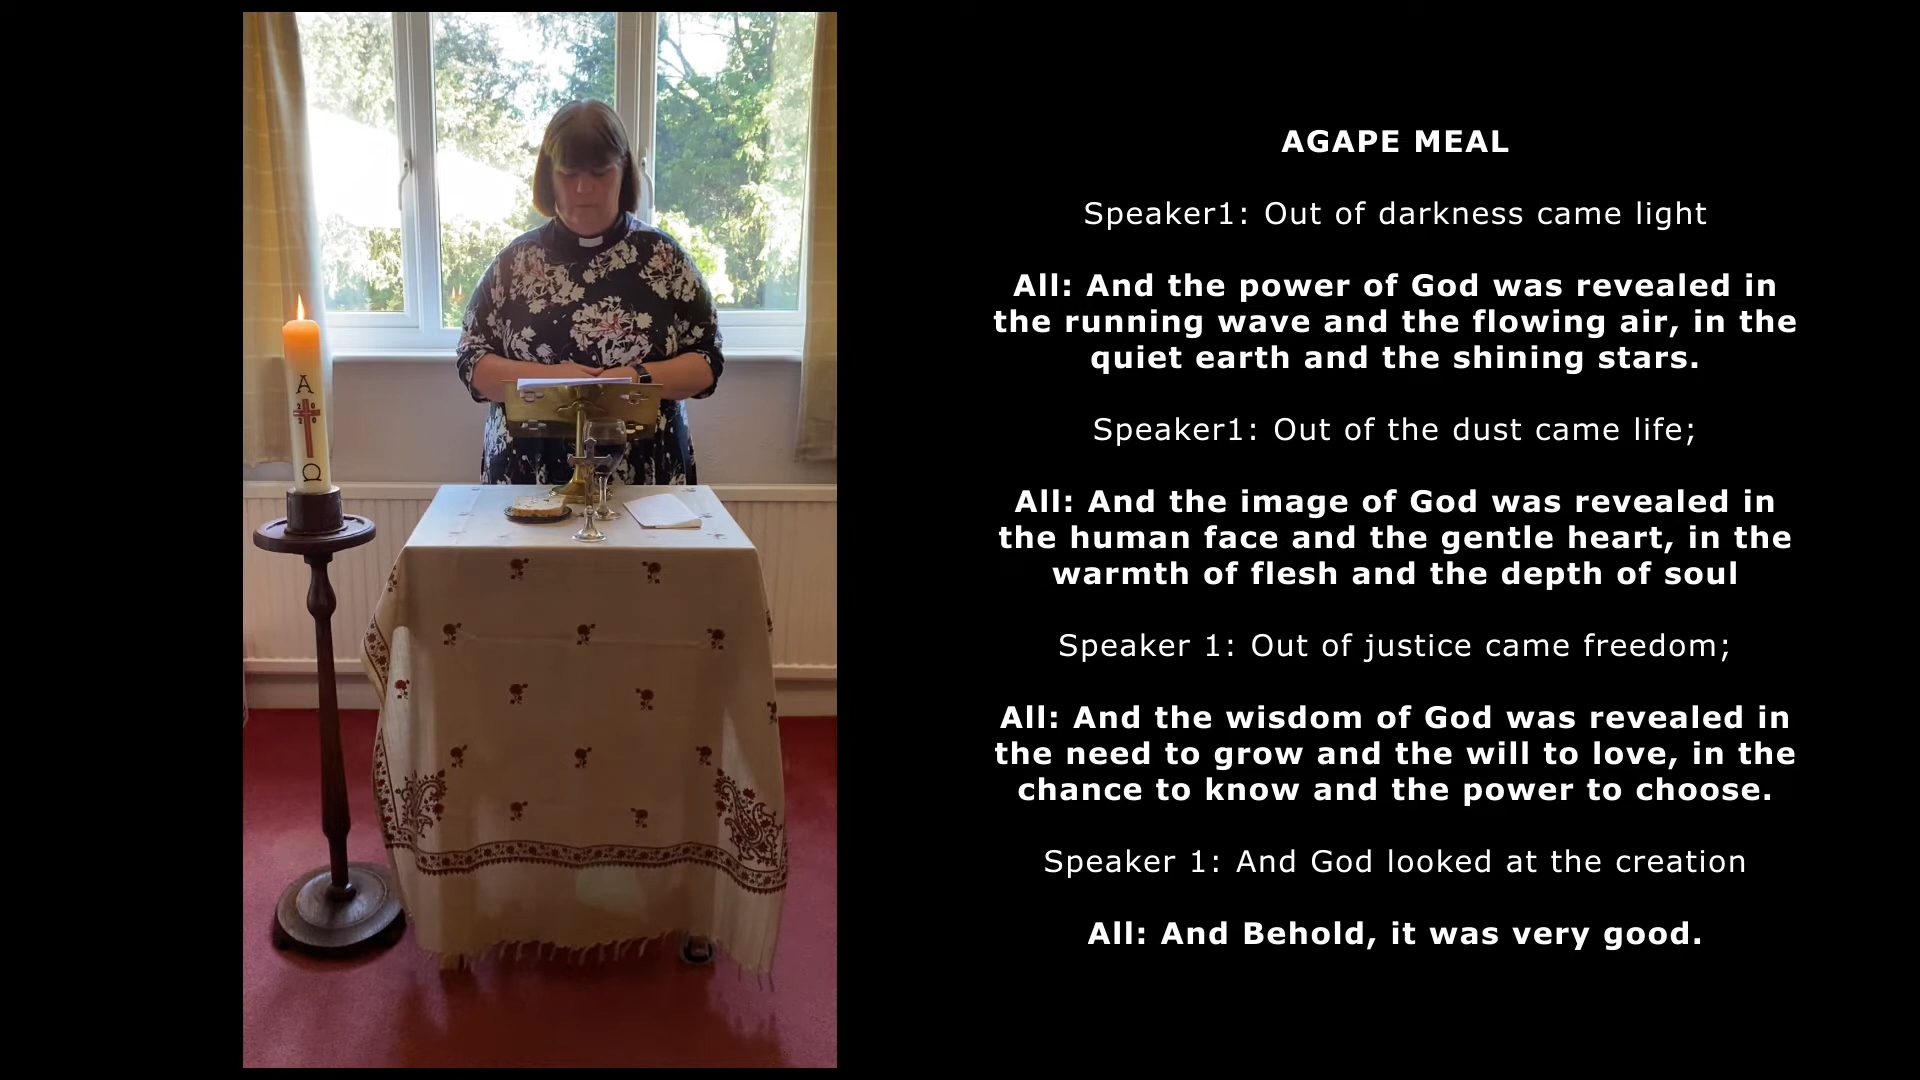 A
2 0
2 0
Ω
AGAPE MEAL
Speaker1: Out of darkness came light
All: And the power of God was revealed in
the running wave and the flowing air, in the
quiet earth and the shining stars.
Speaker1: Out of the dust came life;
All: And the image of God was revealed in
the human face and the gentle heart, in the
warmth of flesh and the depth of soul
Speaker 1: Out of justice came freedom;
All: And the wisdom of God was revealed in
the need to grow and the will to love, in the
chance to know and the power to choose.
Speaker 1: And God looked at the creation
All: And Behold, it was very good.